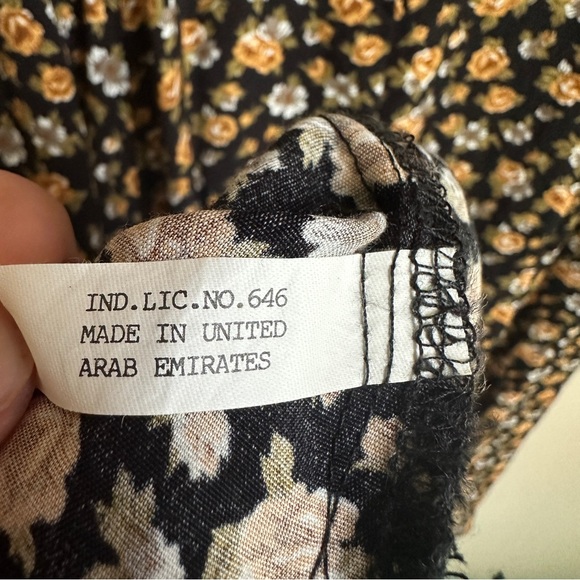 IND.LIC.NO.646
MADE IN UNITED
ARAB EMIRATES